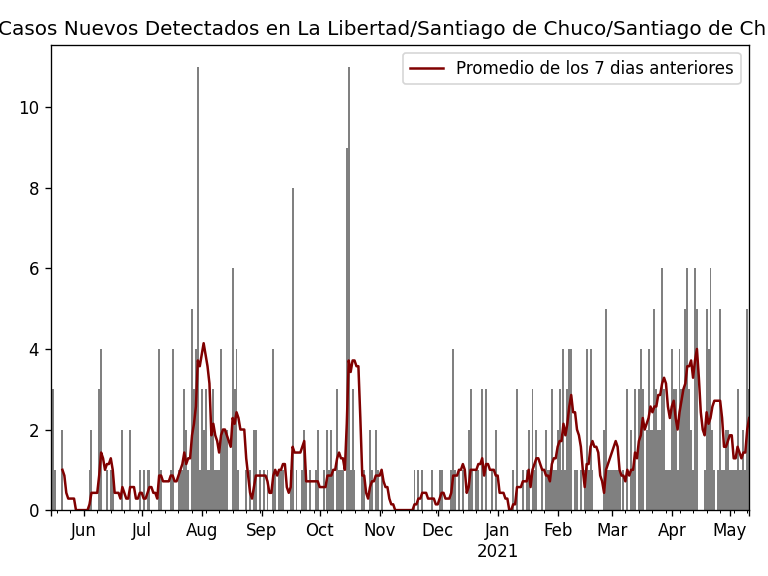 Casos Nuevos Detectados en La Libertad/Santiago de Chuco/Santiago de Ch
Promedio de los 7 dias anteriores
10
8
6
4
2
0
Jun Jul Aug Sep Oct Nov Dec Jan Feb Mar Apr May
2021